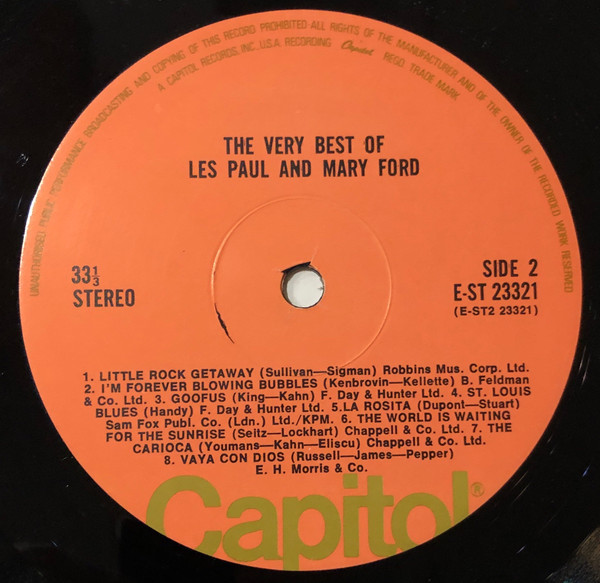 UNAUTHORISED PUBLIC PERFORMANCE BROADCASTING AND COPYING OF THIS RECORD PROHIBITED·ALL RIGHTS OF THE MANUFACTURER AND OF THE OWNER OF THE RECORDED WORK RESERVED
A CAPITOL RECORDS, INC., U.S.A. RECORDING Capitol REGD. TRADE MARK
THE VERY BEST OF
LES PAUL AND MARY FORD
33⅓
STEREO
SIDE 2
E-ST 23321
(E-ST2 23321)
1. LITTLE ROCK GETAWAY (Sullivan—Sigman) Robbins Mus. Corp. Ltd.
2. I'M FOREVER BLOWING BUBBLES (Kenbrovin—Kellette) B. Feldman
& Co. Ltd. 3. GOOFUS (King—Kahn) F. Day & Hunter Ltd. 4. ST. LOUIS
BLUES (Handy) F. Day & Hunter Ltd. 5.LA ROSITA (Dupont—Stuart)
Sam Fox Publ. Co. (Ldn.) Ltd./KPM. 6. THE WORLD IS WAITING
FOR THE SUNRISE (Seitz—Lockhart) Chappell & Co. Ltd. 7. THE
CARIOCA (Youmans—Kahn—Eliscu) Chappell & Co. Ltd.
8. VAYA CON DIOS (Russell—James—Pepper)
E. H. Morris & Co.
Capitol®